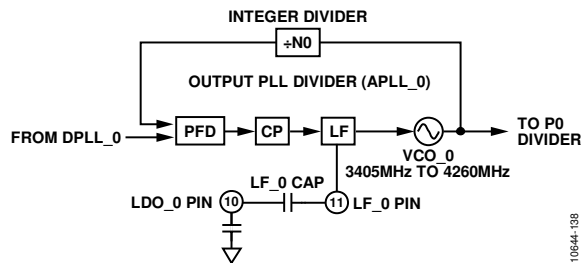 INTEGER DIVIDER
÷N0
OUTPUT PLL DIVIDER (APLL_0)
FROM DPLL_0
PFD
CP
LF
TO P0
DIVIDER
VCO_0
3405MHz TO 4260MHz
LF_0 CAP
LDO_0 PIN
10
11
LF_0 PIN
10644-138